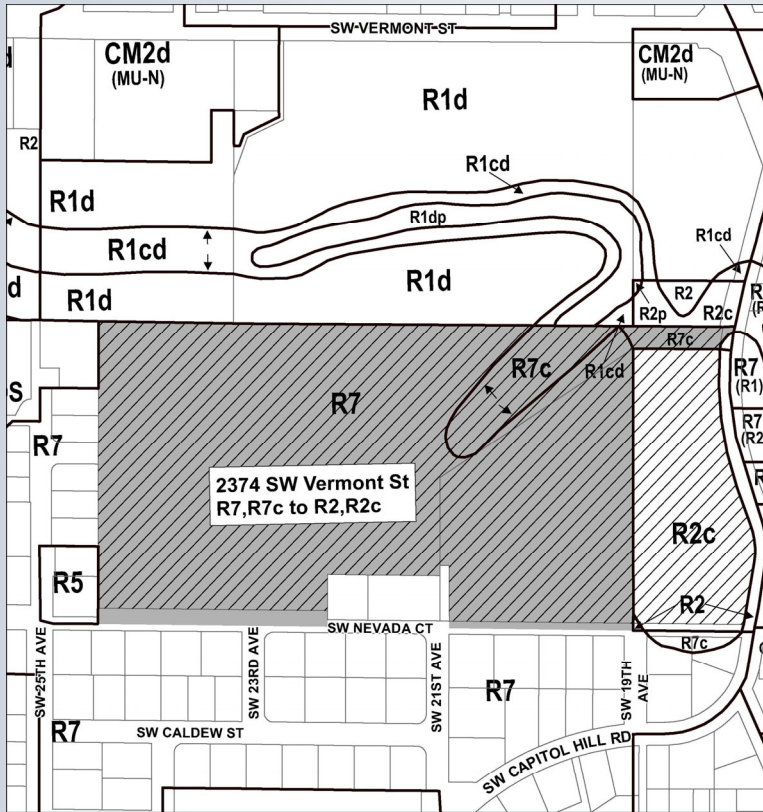 SW VERMONT ST
CM2d
(MU-N)
CM2d
(MU-N)
d
R1d
R2
R1cd
R1d
R1dp
R1cd
R1cd
R1d
R2
d
R1d
R2p
R2c
R7c
R7c
R1cd
R7
(R1)
S
R7
R7
R7
(R2
2374 SW Vermont St
R7,R7c to R2,R2c
R2c
R5
R2
SW NEVADA CT
R7c
SW 25TH AVE
SW 23RD AVE
SW 21ST AVE
SW 19TH
AVE
R7
R7
SW CALDEW ST
SW CAPITOL HILL RD